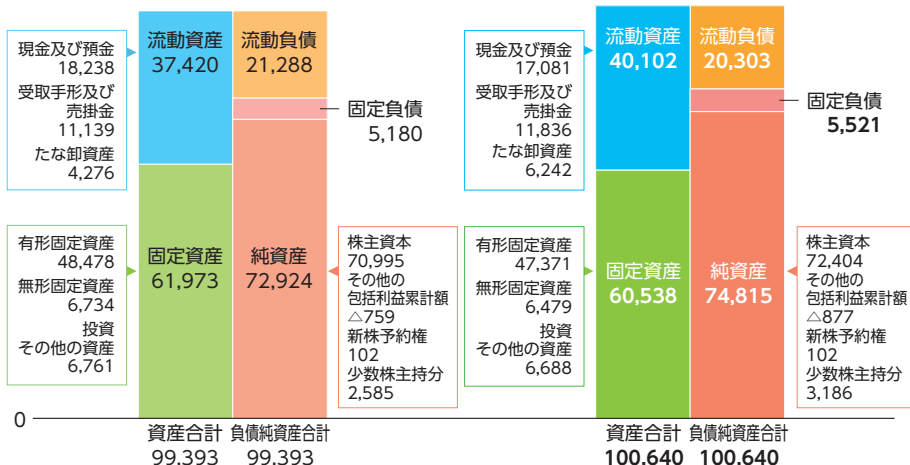 現金及び預金
18,238
受取手形及び
売掛金
11,139
たな卸資産
4,276
流動資産
37,420
流動負債
21,288
固定負債
5,180
有形固定資産
48,478
無形固定資産
6,734
投資
その他の資産
6,761
固定資産
61,973
純資産
72,924
株主資本
70,995
その他の
包括利益累計額
△759
新株予約権
102
少数株主持分
2,585
0
資産合計
99,393
負債純資産合計
99,393
現金及び預金
17,081
受取手形及び
売掛金
11,836
たな卸資産
6,242
流動資産
40,102
流動負債
20,303
固定負債
5,521
有形固定資産
47,371
無形固定資産
6,479
投資
その他の資産
6,688
固定資産
60,538
純資産
74,815
株主資本
72,404
その他の
包括利益累計額
△877
新株予約権
102
少数株主持分
3,186
資産合計
100,640
負債純資産合計
100,640